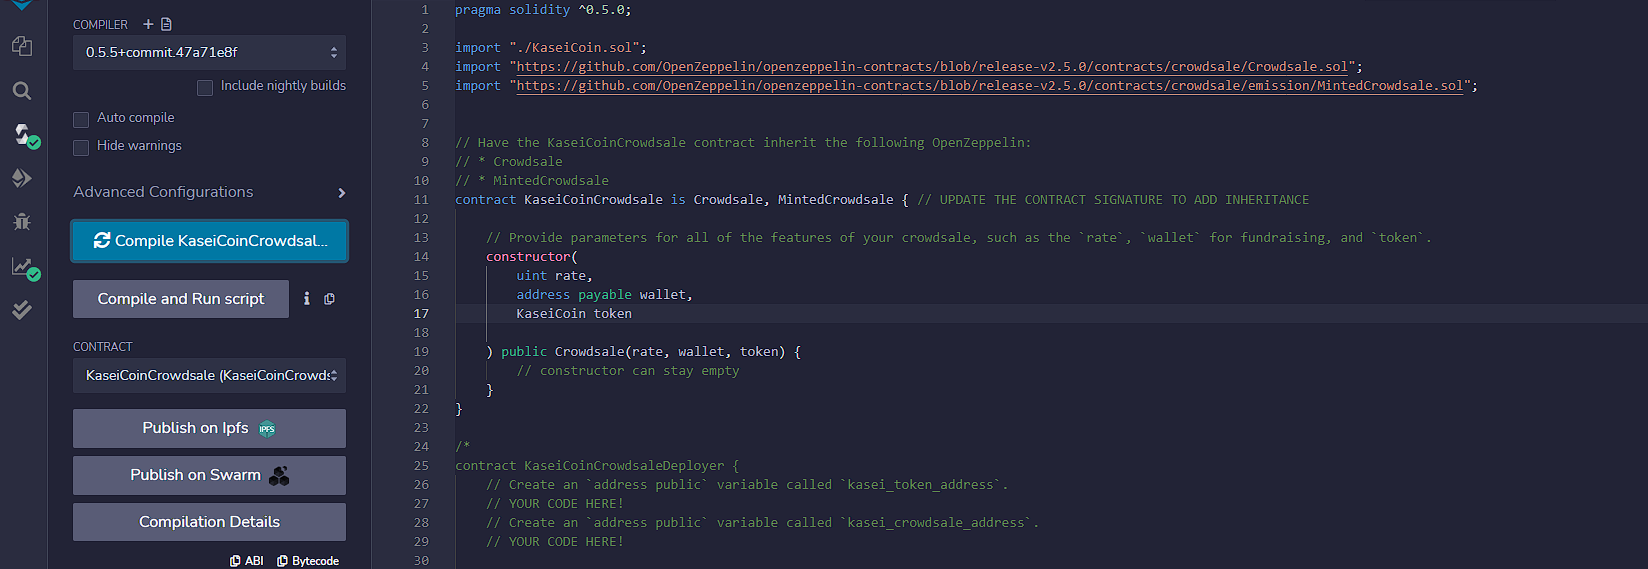 COMPILER
0.5.5+commit.47a71e8f
Include nightly builds
Auto compile
Hide warnings
Advanced Configurations
Compile KaseiCoinCrowdsal...
Compile and Run script
i
CONTRACT
KaseiCoinCrowdsale (KaseiCoinCrowds
Publish on Ipfs IPFS
Publish on Swarm
Compilation Details
ABI Bytecode
1 pragma solidity ^0.5.0;
2
3 import "./KaseiCoin.sol";
4 import "https://github.com/OpenZeppelin/openzeppelin-contracts/blob/release-v2.5.0/contracts/crowdsale/Crowdsale.sol";
5 import "https://github.com/OpenZeppelin/openzeppelin-contracts/blob/release-v2.5.0/contracts/crowdsale/emission/MintedCrowdsale.sol";
6
7
8 // Have the KaseiCoinCrowdsale contract inherit the following OpenZeppelin:
9 // * Crowdsale
10 // * MintedCrowdsale
11 contract KaseiCoinCrowdsale is Crowdsale, MintedCrowdsale { // UPDATE THE CONTRACT SIGNATURE TO ADD INHERITANCE
12
13 // Provide parameters for all of the features of your crowdsale, such as the `rate`, `wallet` for fundraising, and `token`.
14 constructor(
15 uint rate,
16 address payable wallet,
17 KaseiCoin token
18
19 ) public Crowdsale(rate, wallet, token) {
20 // constructor can stay empty
21 }
22 }
23
24 /*
25 contract KaseiCoinCrowdsaleDeployer {
26 // Create an `address public` variable called `kasei_token_address`.
27 // YOUR CODE HERE!
28 // Create an `address public` variable called `kasei_crowdsale_address`.
29 // YOUR CODE HERE!
30